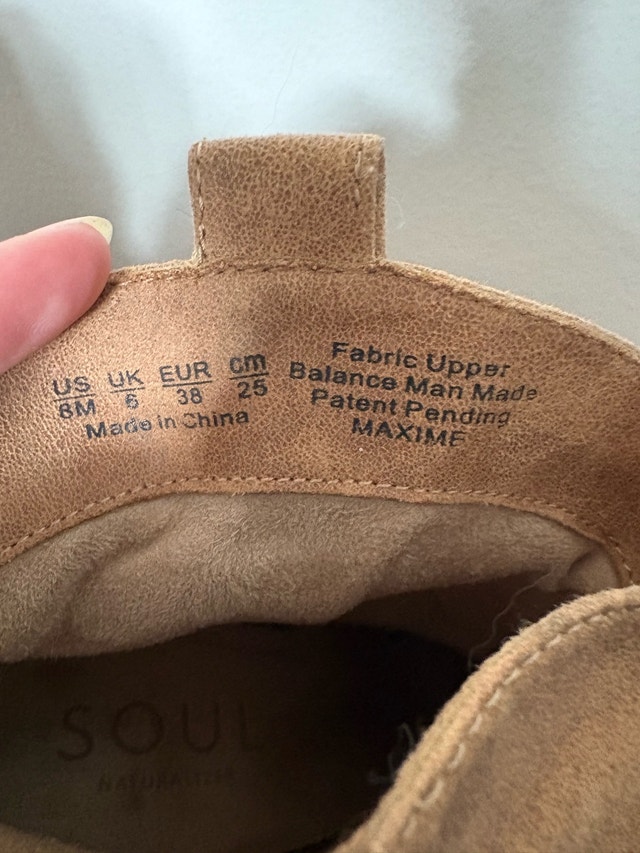 US UK EUR cm
8M 6 38 25
Made in China
Fabric Upper
Balance Man Made
Patent Pending
MAXIME
SOUL
NATURALIZER